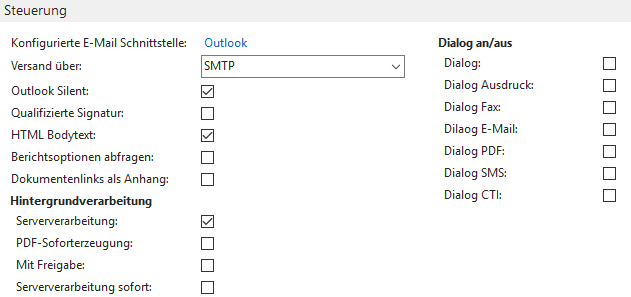 Steuerung
Konfigurierte E-Mail Schnittstelle: Outlook
Versand über: SMTP
Outlook Silent:
Qualifizierte Signatur:
HTML Bodytext:
Berichtsoptionen abfragen:
Dokumentenlinks als Anhang:
Hintergrundverarbeitung
Serververarbeitung:
PDF-Soforterzeugung:
Mit Freigabe:
Serververarbeitung sofort:
Dialog an/aus
Dialog:
Dialog Ausdruck:
Dialog Fax:
Dilaog E-Mail:
Dialog PDF:
Dialog SMS:
Dialog CTI: